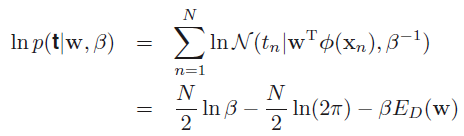 ln p(𝐭|w, β) = ∑_{n=1}^{N} ln 𝒩(t_n|w^T ϕ(x_n), β^{-1})
= N/2 ln β − N/2 ln(2π) − βE_D(w)